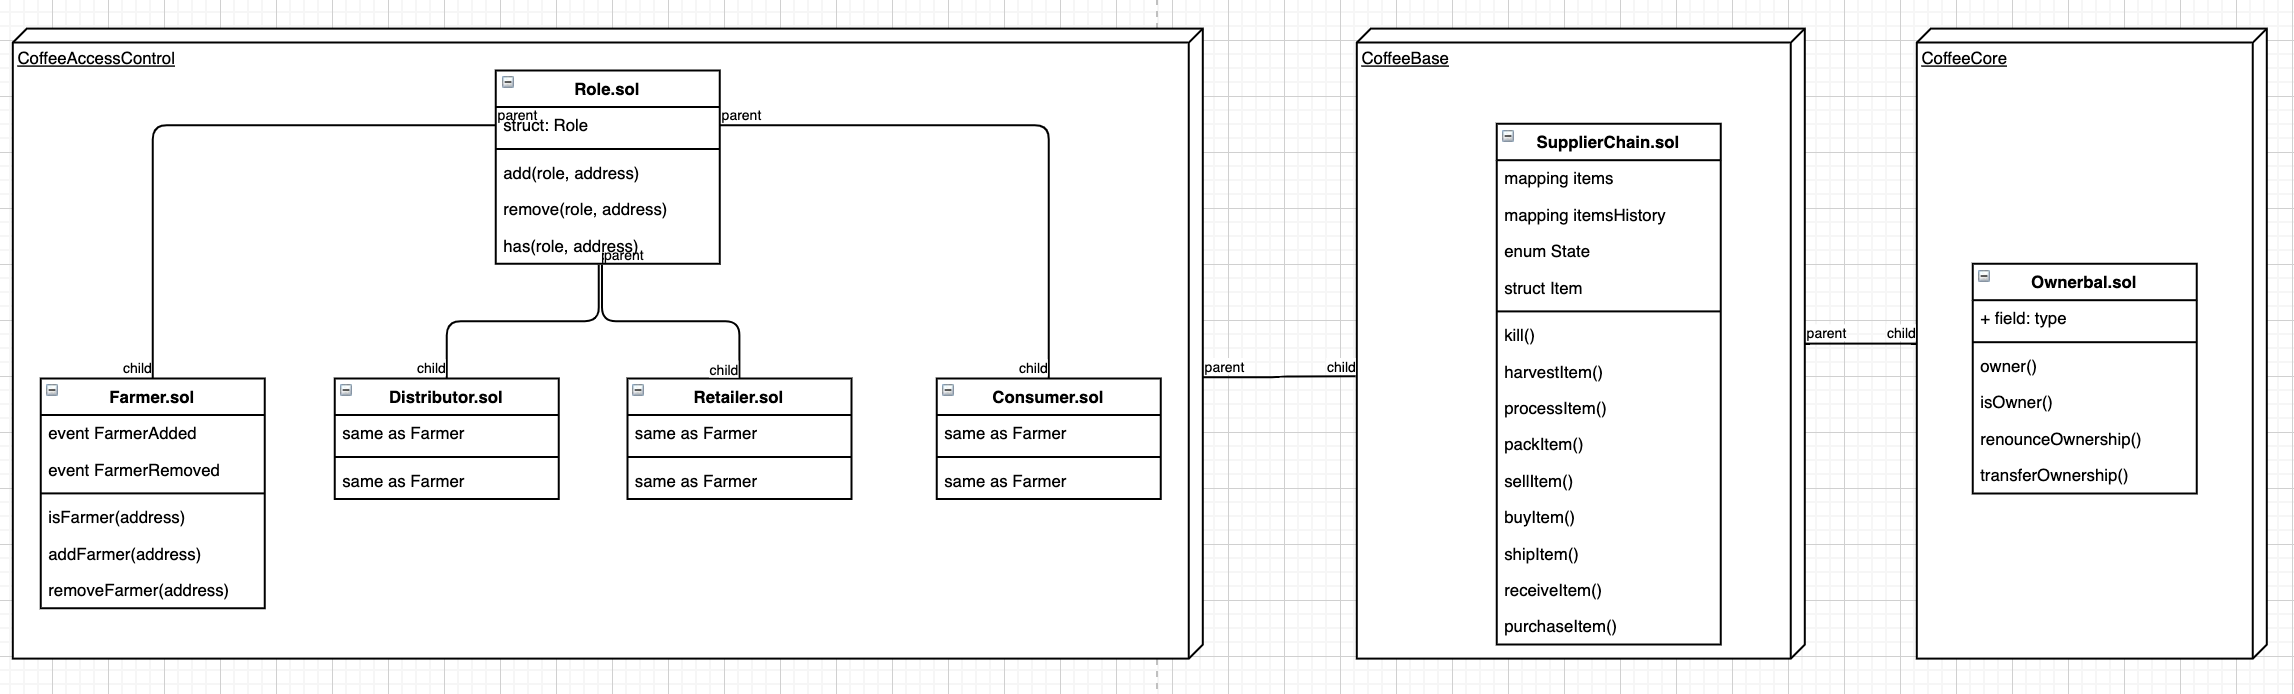 CoffeeAccessControl
Role.sol
parent
struct: Role
parent
add(role, address)
remove(role, address)
has(role, address)
parent
child
child
child
child
Farmer.sol
event FarmerAdded
event FarmerRemoved
isFarmer(address)
addFarmer(address)
removeFarmer(address)
Distributor.sol
same as Farmer
same as Farmer
Retailer.sol
same as Farmer
same as Farmer
Consumer.sol
same as Farmer
same as Farmer
parent
child
CoffeeBase
SupplierChain.sol
mapping items
mapping itemsHistory
enum State
struct Item
kill()
harvestItem()
processItem()
packItem()
sellItem()
buyItem()
shipItem()
receiveItem()
purchaseItem()
parent
child
CoffeeCore
Ownerbal.sol
+ field: type
owner()
isOwner()
renounceOwnership()
transferOwnership()